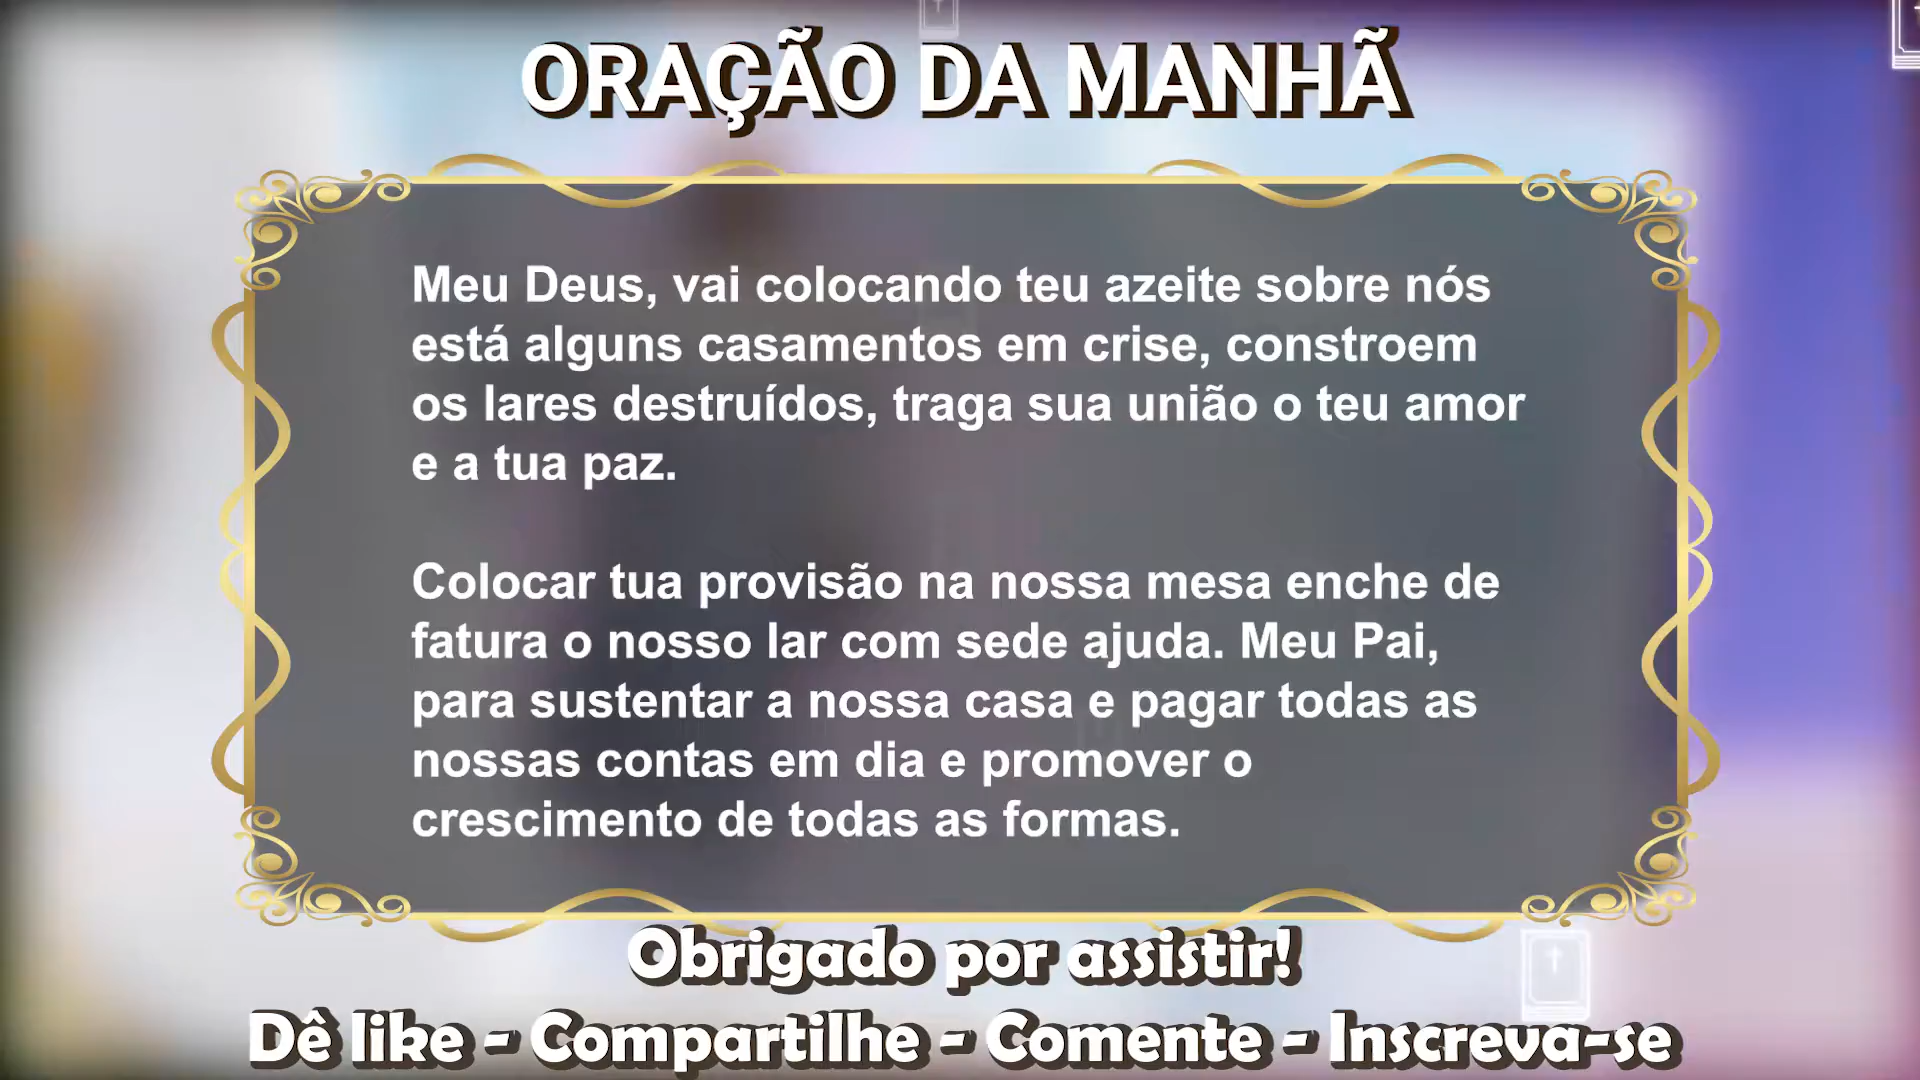 ORAÇÃO DA MANHÃ
Meu Deus, vai colocando teu azeite sobre nós
está alguns casamentos em crise, constroem
os lares destruídos, traga sua união o teu amor
e a tua paz.
Colocar tua provisão na nossa mesa enche de
fatura o nosso lar com sede ajuda. Meu Pai,
para sustentar a nossa casa e pagar todas as
nossas contas em dia e promover o
crescimento de todas as formas.
Obrigado por assistir!
Dê like - Compartilhe - Comente - Inscreva-se